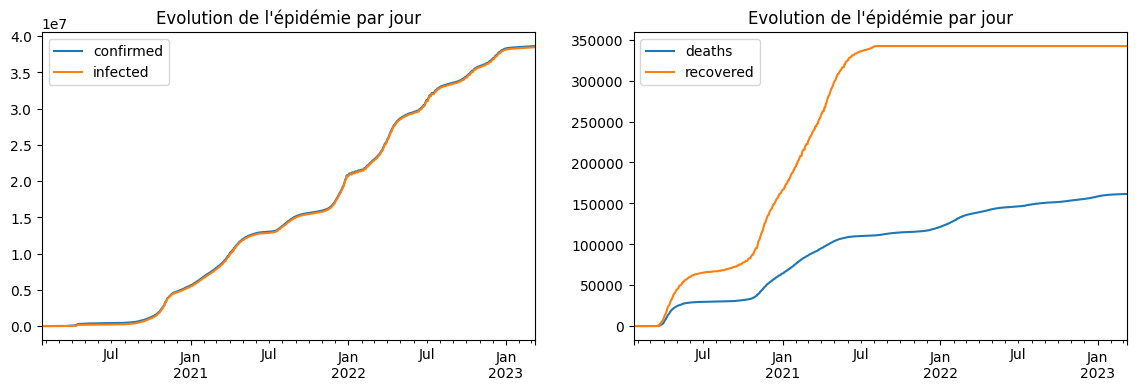 Evolution de l'épidémie par jour
1e7
confirmed
infected
4.0
3.5
3.0
2.5
2.0
1.5
1.0
0.5
0.0
Jul
Jan
2021
Jul
Jan
2022
Jul
Jan
2023
Evolution de l'épidémie par jour
deaths
recovered
350000
300000
250000
200000
150000
100000
50000
0
Jul
Jan
2021
Jul
Jan
2022
Jul
Jan
2023